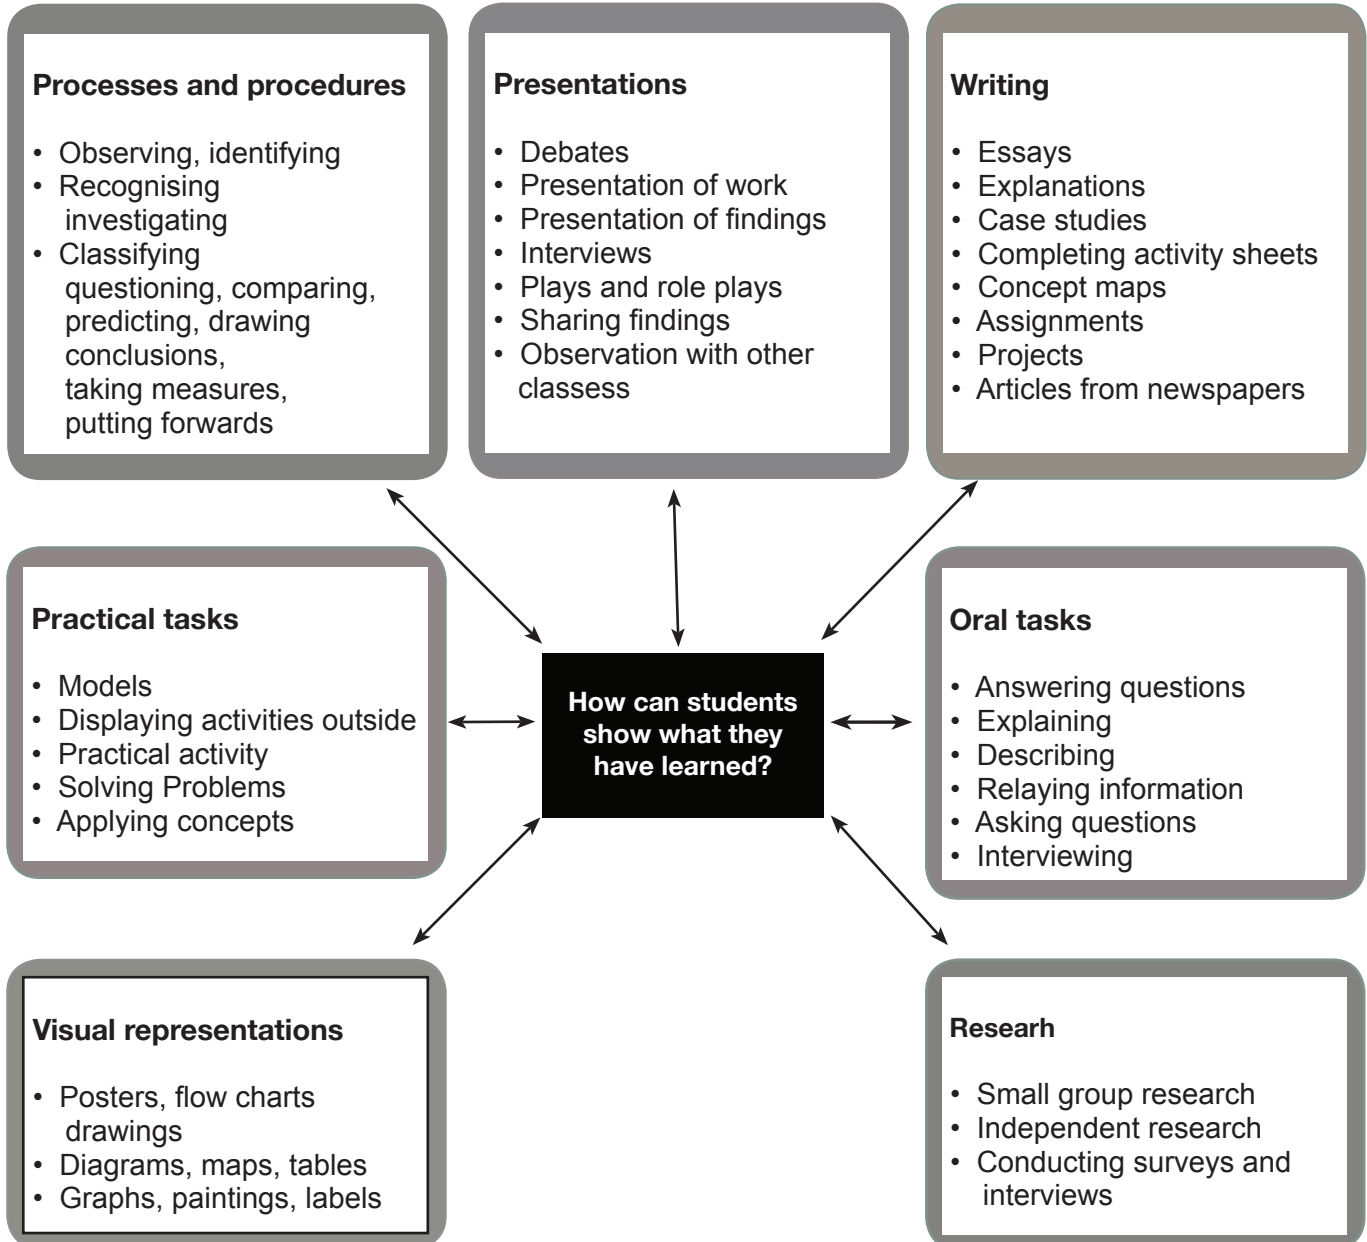 Processes and procedures
• Observing, identifying
• Recognising
investigating
• Classifying
questioning, comparing,
predicting, drawing
conclusions,
taking measures,
putting forwards
Presentations
• Debates
• Presentation of work
• Presentation of findings
• Interviews
• Plays and role plays
• Sharing findings
• Observation with other
classess
Writing
• Essays
• Explanations
• Case studies
• Completing activity sheets
• Concept maps
• Assignments
• Projects
• Articles from newspapers
Practical tasks
• Models
• Displaying activities outside
• Practical activity
• Solving Problems
• Applying concepts
How can students
show what they
have learned?
Oral tasks
• Answering questions
• Explaining
• Describing
• Relaying information
• Asking questions
• Interviewing
Visual representations
• Posters, flow charts
drawings
• Diagrams, maps, tables
• Graphs, paintings, labels
Researh
• Small group research
• Independent research
• Conducting surveys and
interviews